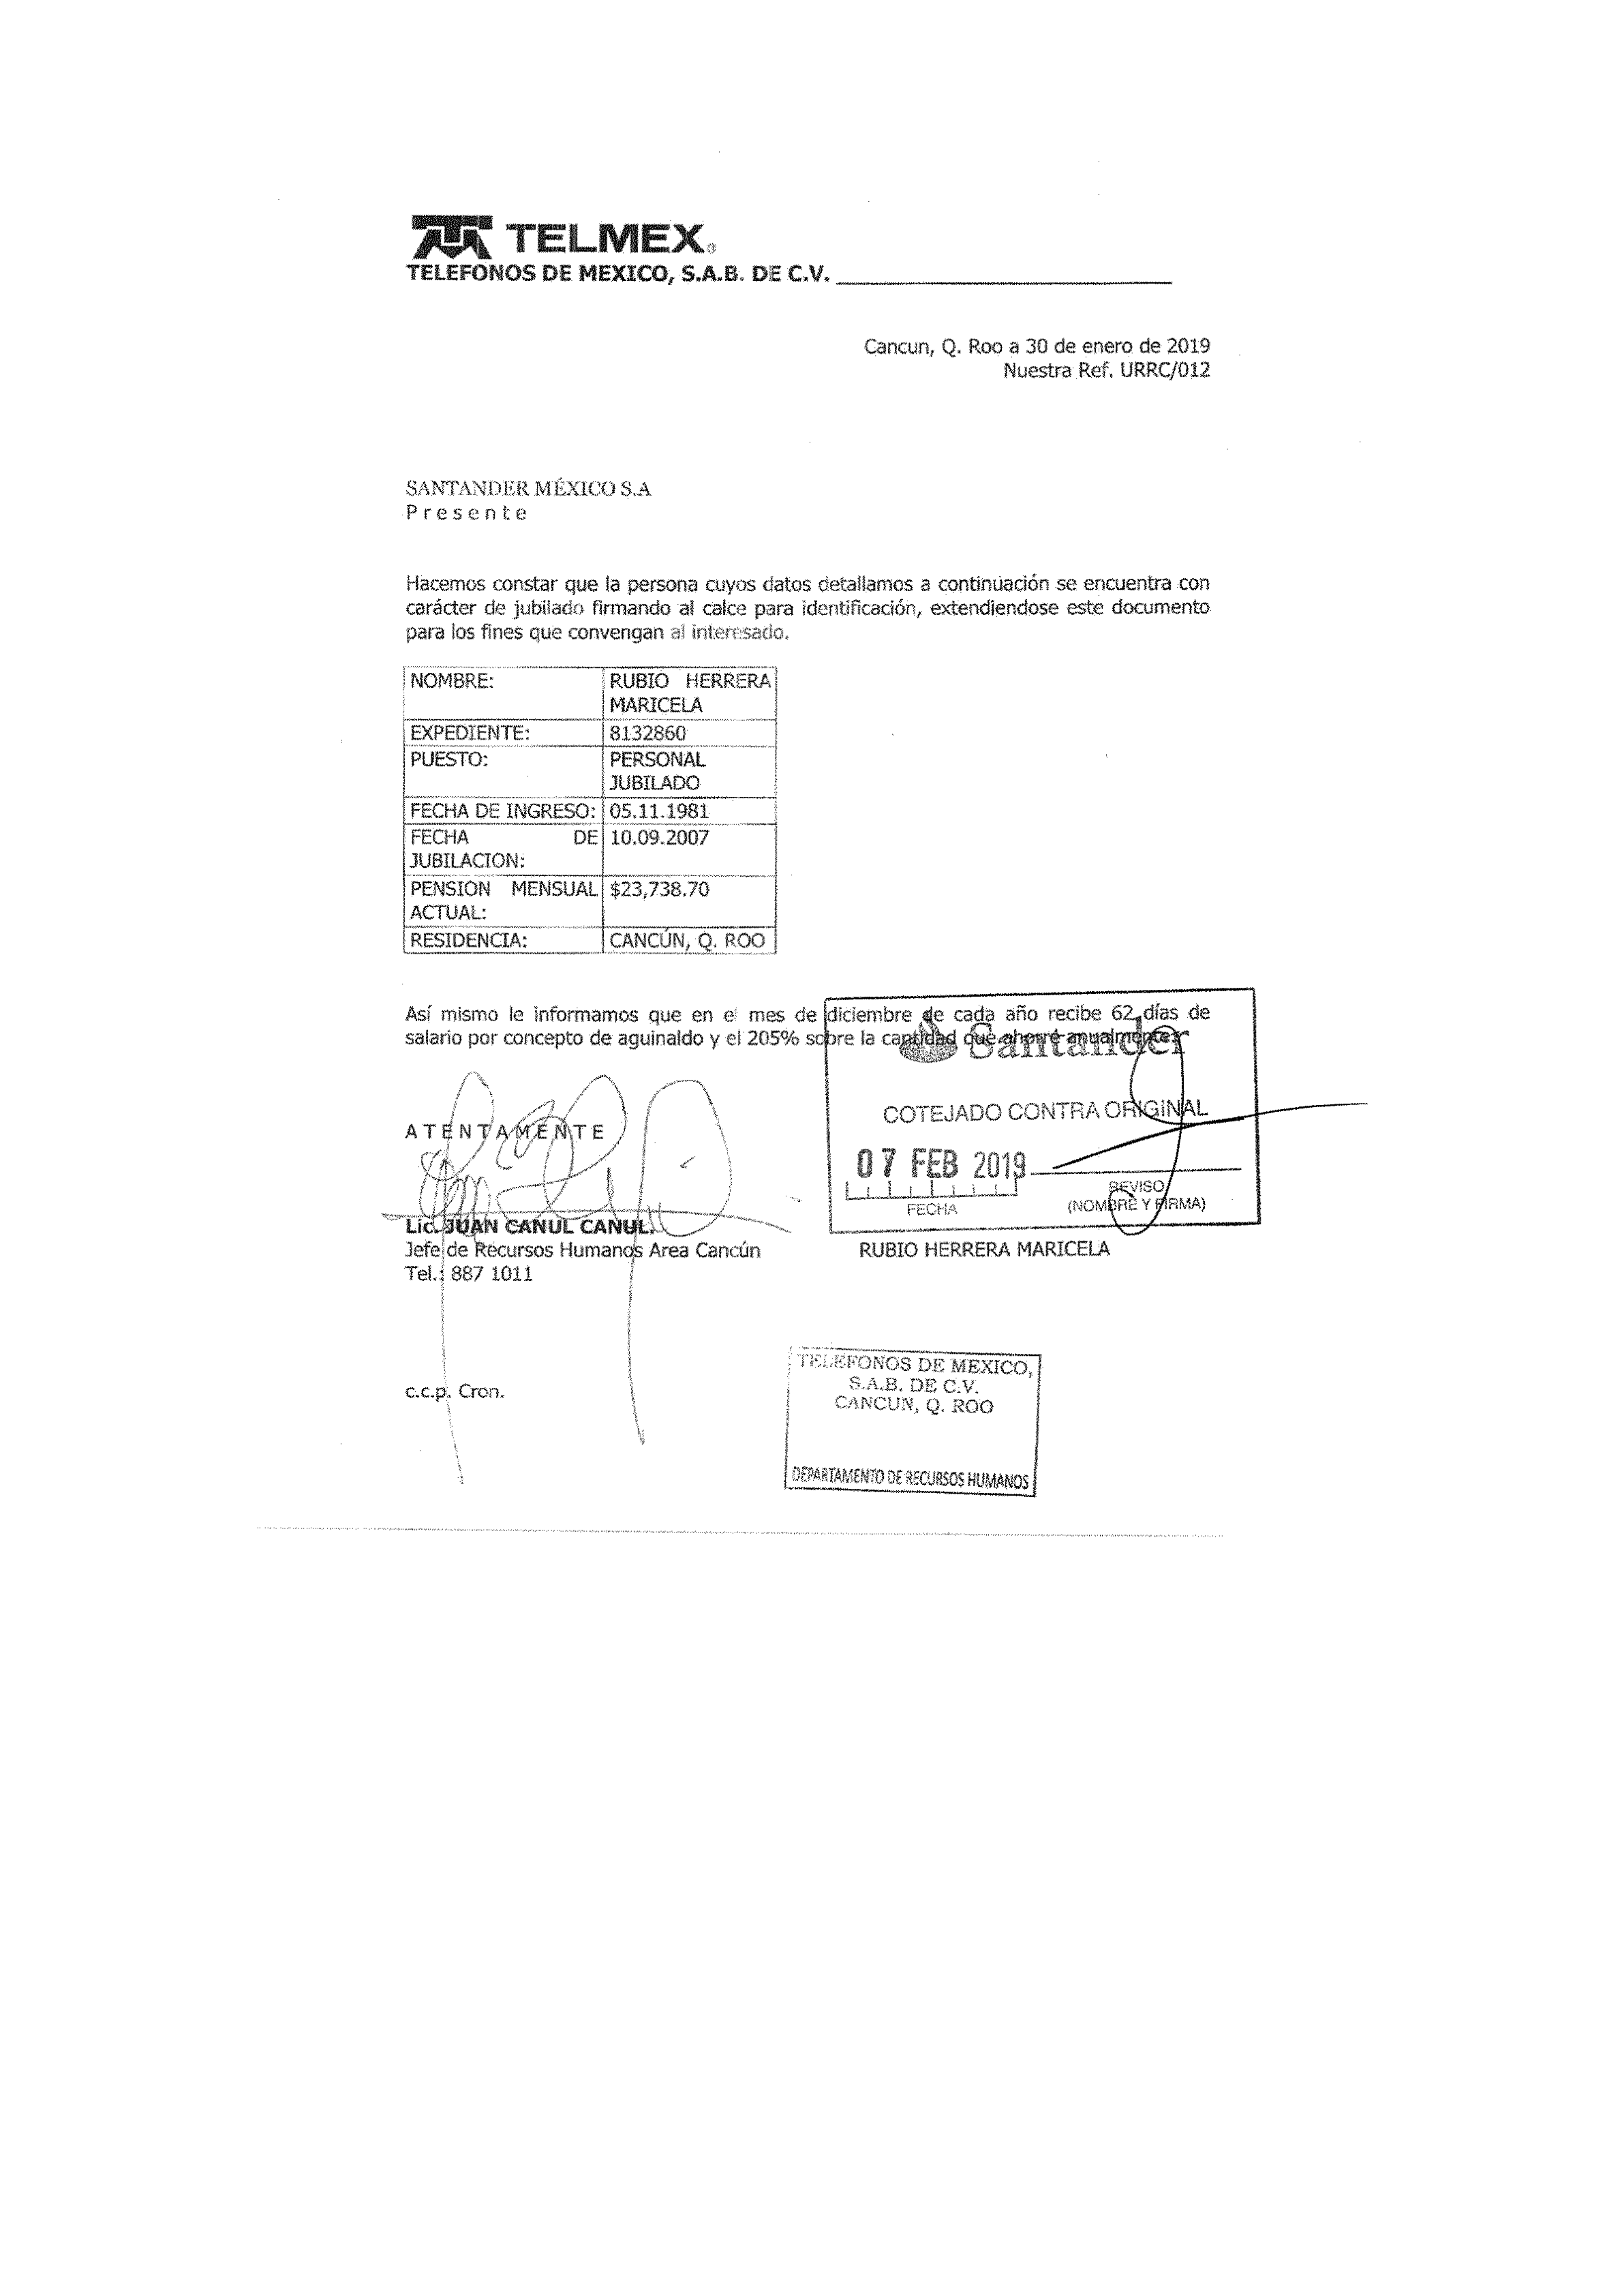 TELMEX®
TELEFONOS DE MEXICO, S.A.B. DE C.V.
Cancun, Q. Roo a 30 de enero de 2019
Nuestra Ref. URRC/012
SANTANDER MÉXICO S.A
Presente
Hacemos constar que la persona cuyos datos detallamos a continuación se encuentra con
carácter de jubilado firmando al calce para identificación, extendiendose este documento
para los fines que convengan al interesado.
NOMBRE: RUBIO HERRERA
MARICELA
EXPEDIENTE: 8132860
PUESTO: PERSONAL
JUBILADO
FECHA DE INGRESO: 05.11.1981
FECHA DE 10.09.2007
JUBILACION:
PENSION MENSUAL $23,738.70
ACTUAL:
RESIDENCIA: CANCÚN, Q. ROO
Así mismo le informamos que en el mes de diciembre de cada año recibe 62 días de
salario por concepto de aguinaldo y el 205% sobre la cantidad que ahorré anualmente.
Santander
COTEJADO CONTRA ORIGINAL
07 FEB 2019
FECHA
REVISO
(NOMBRE Y FIRMA)
ATENTAMENTE
Lic. JUAN CANUL CANUL.
Jefe de Recursos Humanos Area Cancún
Tel.: 887 1011
RUBIO HERRERA MARICELA
c.c.p. Cron.
TELEFONOS DE MEXICO,
S.A.B. DE C.V.
CANCUN, Q. ROO
DEPARTAMENTO DE RECURSOS HUMANOS